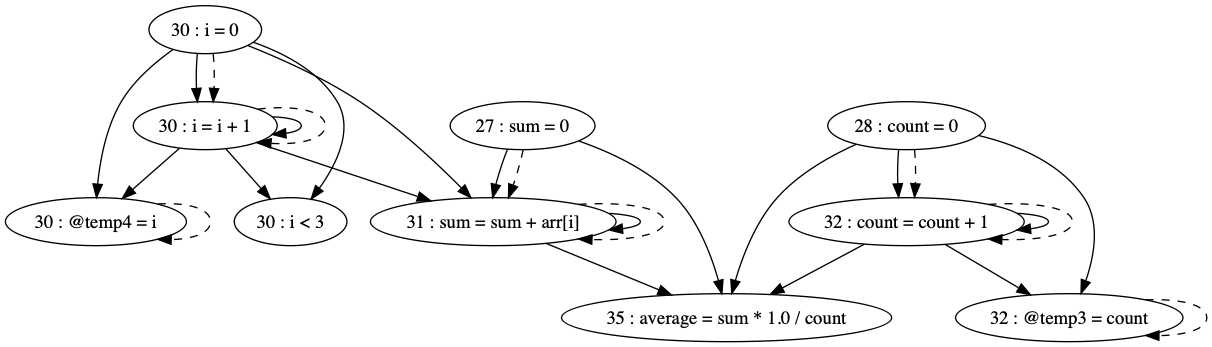 30 : i = 0
30 : i = i + 1
27 : sum = 0
28 : count = 0
30 : @temp4 = i
30 : i < 3
31 : sum = sum + arr[i]
32 : count = count + 1
35 : average = sum * 1.0 / count
32 : @temp3 = count